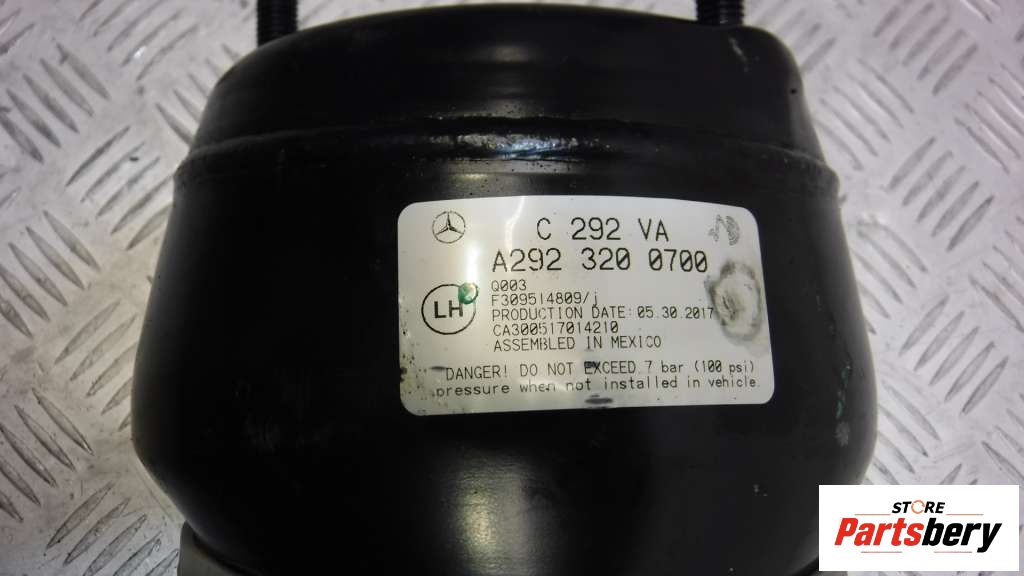 C 292 VA
A292 320 0700
Q003
LH
F309514809/j
PRODUCTION DATE: 05.30.2017
CA300517014210
ASSEMBLED IN MEXICO
DANGER! DO NOT EXCEED 7 bar (100 psi)
pressure when not installed in vehicle.
STORE
Partsbery